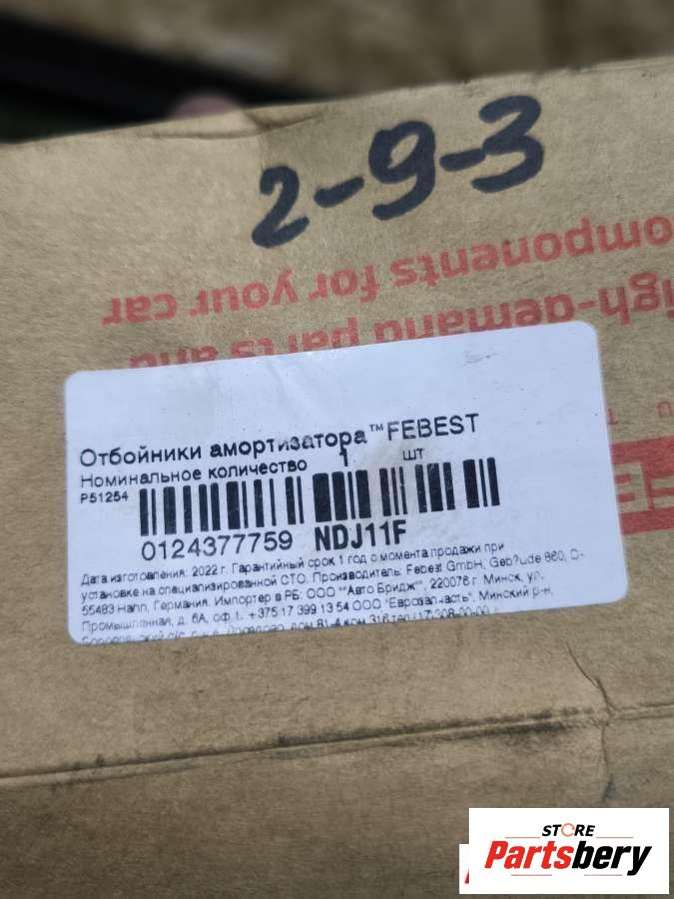 2-9-3
components for your car
high-demand parts and
Отбойники амортизатора™FEBEST
Номинальное количество 1 шт
P51254
0124377759 NDJ11F
Дата изготовления: 2022 г. Гарантийный срок 1 год с момента продажи при
установке на специализированной СТО. Производитель: Febest GmbH, Geb?ude 860, D-
55483 Hahn, Германия. Импортер в РБ: ООО ""Авто Бридж"", 220076 г. Минск, ул.
Промышленная, д. 6А, оф.1, +375 17 399 13 54 ООО "Еврозапчасть", Минский р-н,
STORE
Partsbery